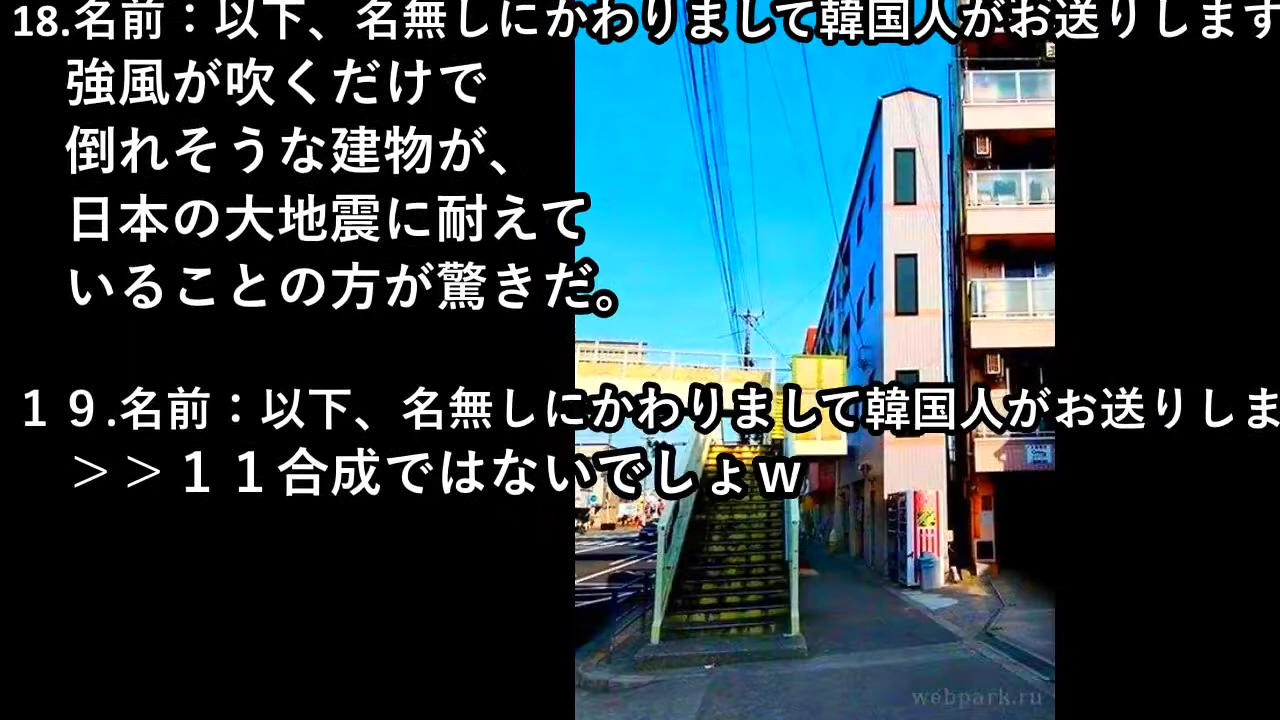 18.名前：以下、名無しにかわりまして韓国人がお送りします
強風が吹くだけで
倒れそうな建物が、
日本の大地震に耐えて
いることの方が驚きだ。
１９.名前：以下、名無しにかわりまして韓国人がお送りしま
＞＞１１合成ではないでしょｗ
webpark.ru